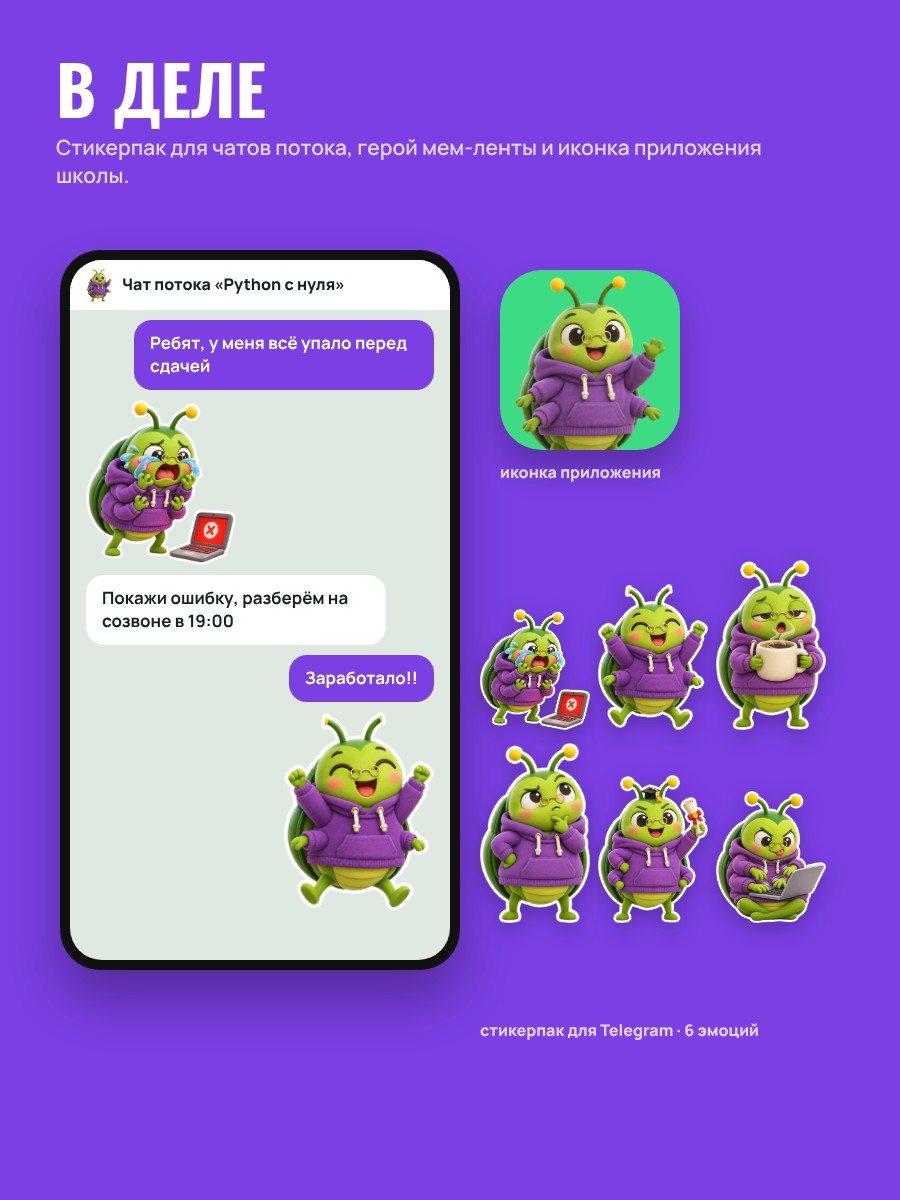 В ДЕЛЕ
Стикерпак для чатов потока, герой мем-ленты и иконка приложения
школы.
Чат потока «Python с нуля»
Ребят, у меня всё упало перед
сдачей
Покажи ошибку, разберём на
созвоне в 19:00
Заработало!!
иконка приложения
стикерпак для Telegram · 6 эмоций